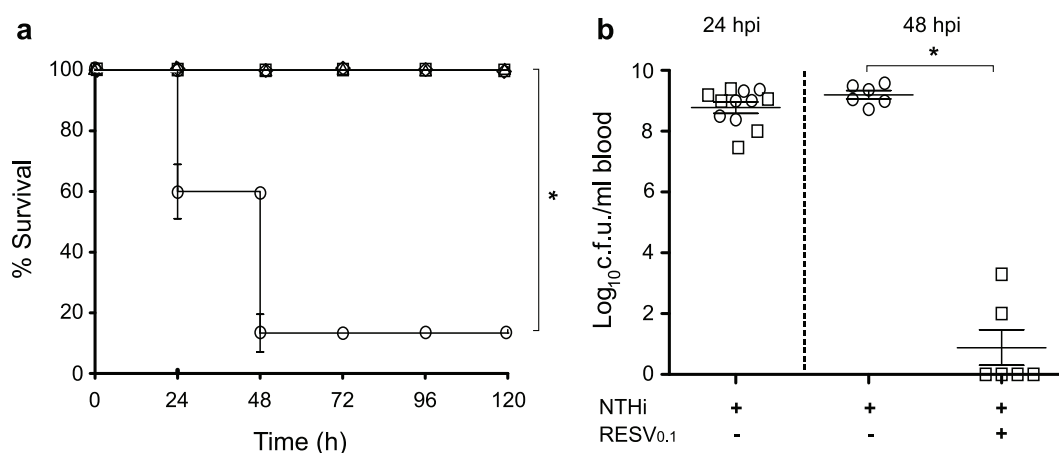 a
% Survival
100
80
60
40
20
0
0 24 48 72 96 120
Time (h)
*
b
24 hpi 48 hpi
*
Log10c.f.u./ml blood
10
8
6
4
2
0
NTHi + + +
RESV0.1 - - +